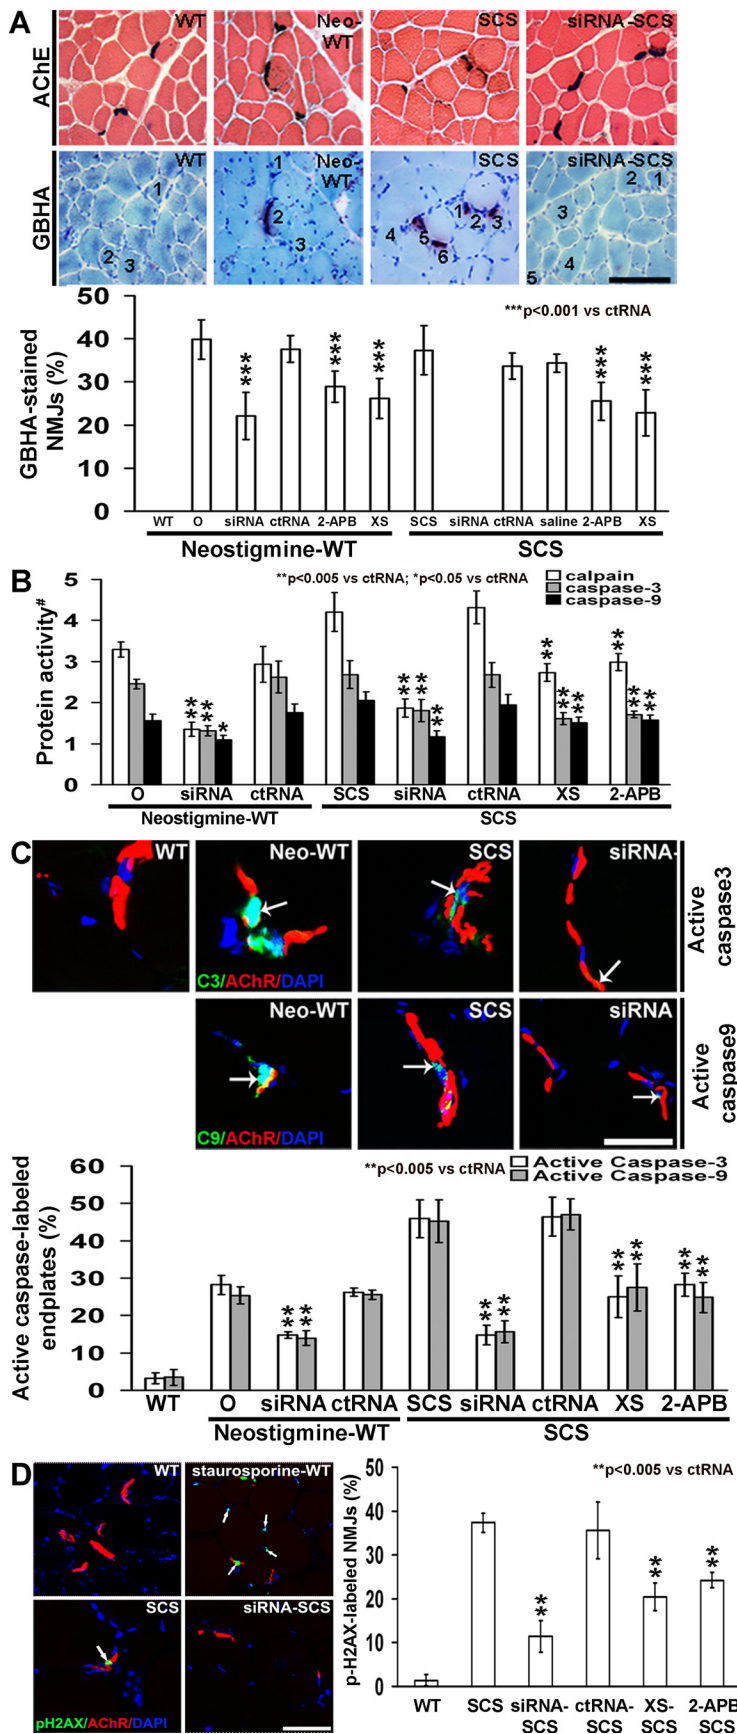 A
AChE
WT
Neo-WT
SCS
siRNA-SCS
GBHA
WT
1
2
3
Neo-WT
1
2
3
SCS
1
2
3
4
5
6
siRNA-SCS
2
1
3
4
5
GBHA-stained NMJs (%)
50
40
30
20
10
0
***p<0.001 vs ctRNA
***
***
***
***
***
WT O siRNA ctRNA 2-APB XS SCS siRNA ctRNA saline 2-APB XS
Neostigmine-WT SCS
B
Protein activity#
5
4
3
2
1
0
**p<0.005 vs ctRNA; *p<0.05 vs ctRNA
calpain
caspase-3
caspase-9
** ** * ** ** ** ** ** ** ** ** **
O siRNA ctRNA SCS siRNA ctRNA XS 2-APB
Neostigmine-WT SCS
C
WT
Neo-WT
C3/AChR/DAPI
SCS
siRNA-
Active caspase3
Neo-WT
C9/AChR/DAPI
SCS
siRNA
Active caspase9
Active caspase-labeled endplates (%)
60
50
40
30
20
10
0
**p<0.005 vs ctRNA
Active Caspase-3
Active Caspase-9
** ** ** ** ** ** ** **
WT O siRNA ctRNA SCS siRNA ctRNA XS 2-APB
Neostigmine-WT SCS
D
WT
staurosporine-WT
SCS
pH2AX/AChR/DAPI
siRNA-SCS
p-H2AX-labeled NMJs (%)
50
40
30
20
10
0
**p<0.005 vs ctRNA
** ** **
WT SCS siRNA-SCS ctRNA-SCS XS-SCS 2-APB-SCS